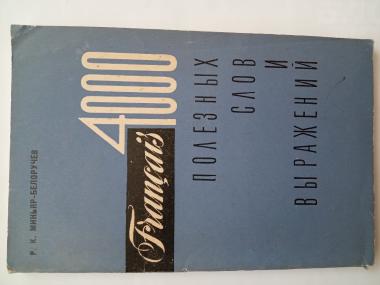 Р. К. МИНЬЯР-БЕЛОРУЧЕВ
4000
Français
ПОЛЕЗНЫХ
СЛОВ
И
ВЫРАЖЕНИЙ